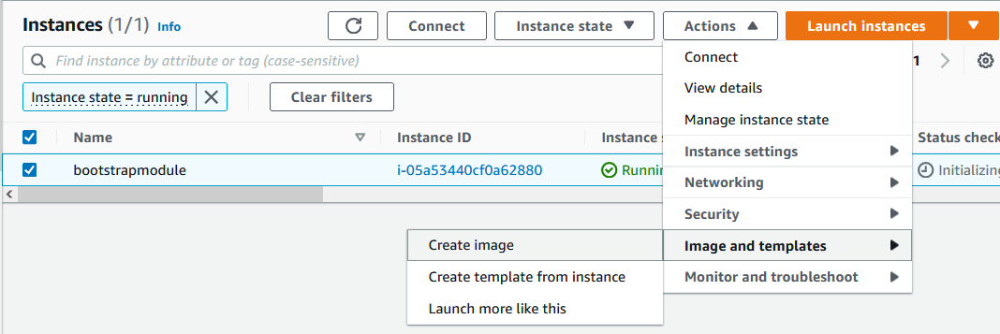 Instances (1/1) Info
Connect
Instance state
Actions
Launch instances
Find instance by attribute or tag (case-sensitive)
1
Instance state = running
Clear filters
Connect
View details
Manage instance state
Instance settings
Networking
Security
Image and templates
Monitor and troubleshoot
Name
Instance ID
Instance
Status check
bootstrapmodule
i-05a53440cf0a62880
Runnin
Initializing
Create image
Create template from instance
Launch more like this